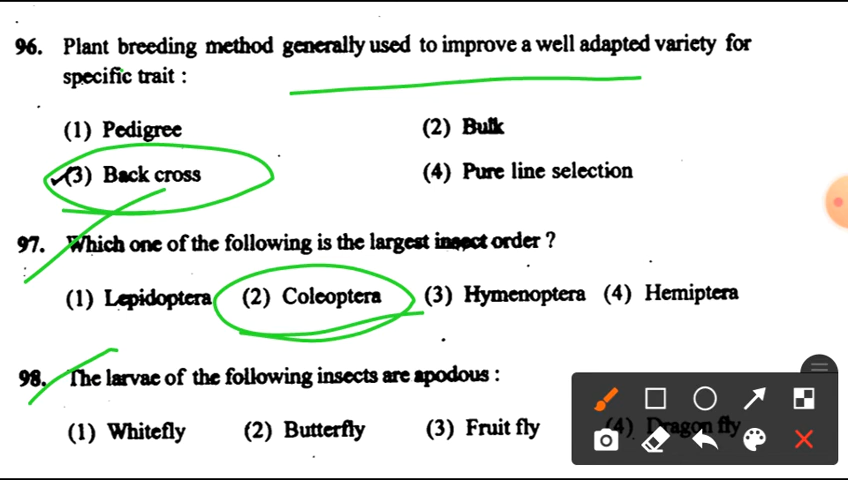 96. Plant breeding method generally used to improve a well adapted variety for
specific trait :
(1) Pedigree (2) Bulk
(3) Back cross (4) Pure line selection
97. Which one of the following is the largest insect order ?
(1) Lepidoptera (2) Coleoptera (3) Hymenoptera (4) Hemiptera
98. The larvae of the following insects are apodous :
(1) Whitefly (2) Butterfly (3) Fruit fly (4) Dragon fly